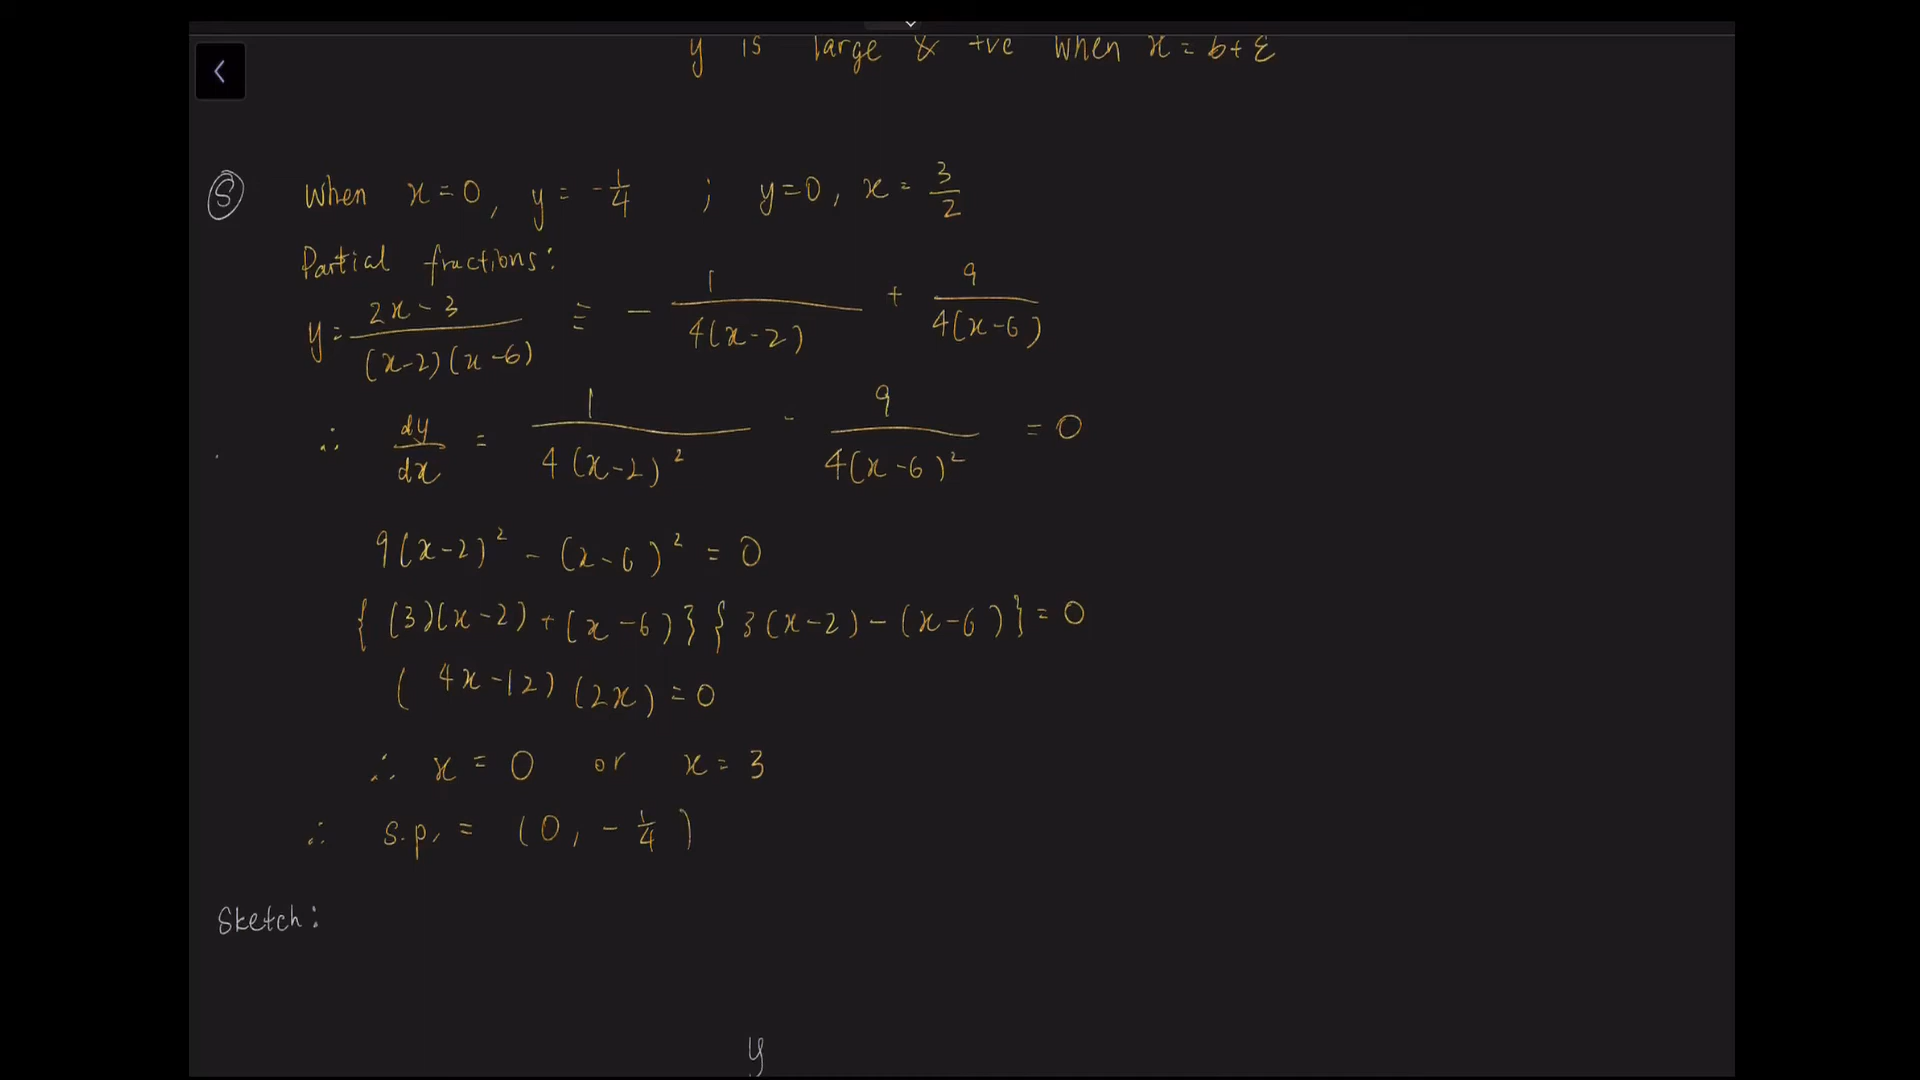 y is large & +ve when x = 6+ε
⑤ When x=0, y = -1/4 ; y=0, x = 3/2
Partial fractions:
y = (2x-3)/((x-2)(x-6)) ≡ - 1/(4(x-2)) + 9/(4(x-6))
∴ dy/dx = 1/(4(x-2)²) - 9/(4(x-6)²) = 0
9(x-2)² - (x-6)² = 0
{(3)(x-2)+(x-6)}{3(x-2)-(x-6)} = 0
(4x-12)(2x) = 0
∴ x = 0 or x = 3
∴ s.p. = (0, -1/4)
Sketch:
y